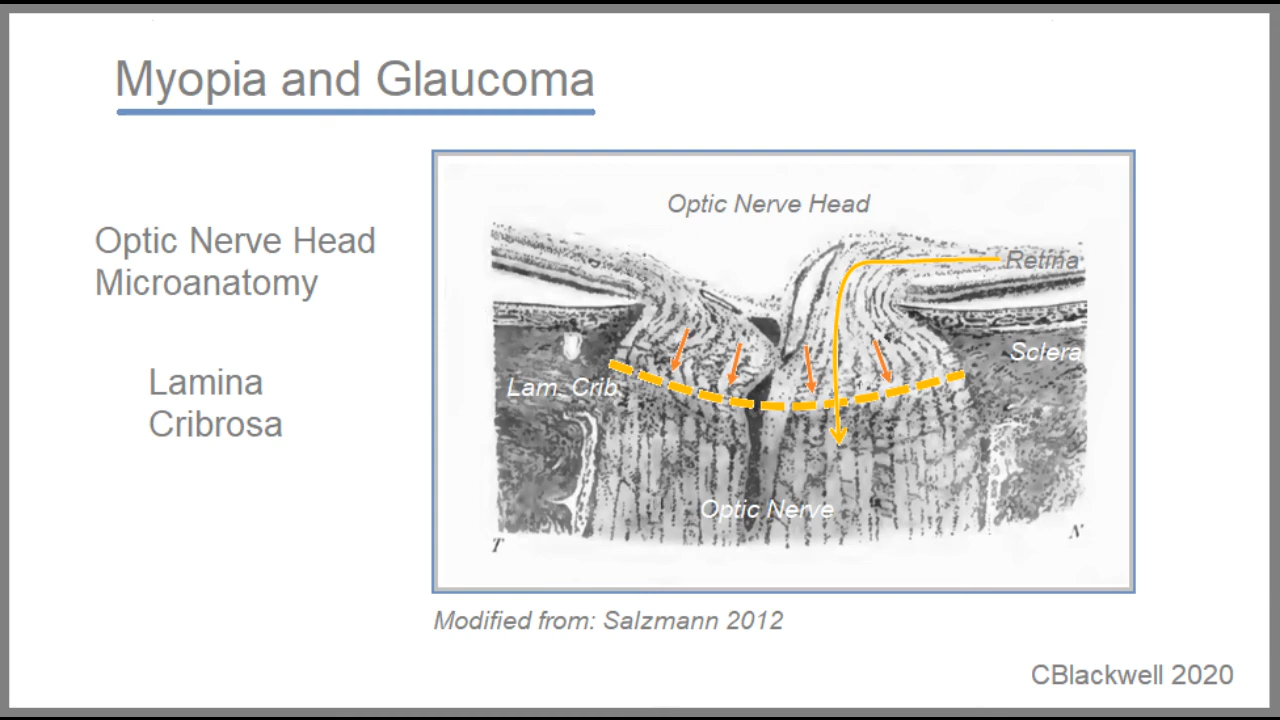 Myopia and Glaucoma
Optic Nerve Head
Microanatomy
Lamina
Cribrosa
Optic Nerve Head
Retina
Sclera
Lam. Crib.
Optic Nerve
T
N
Modified from: Salzmann 2012
CBlackwell 2020